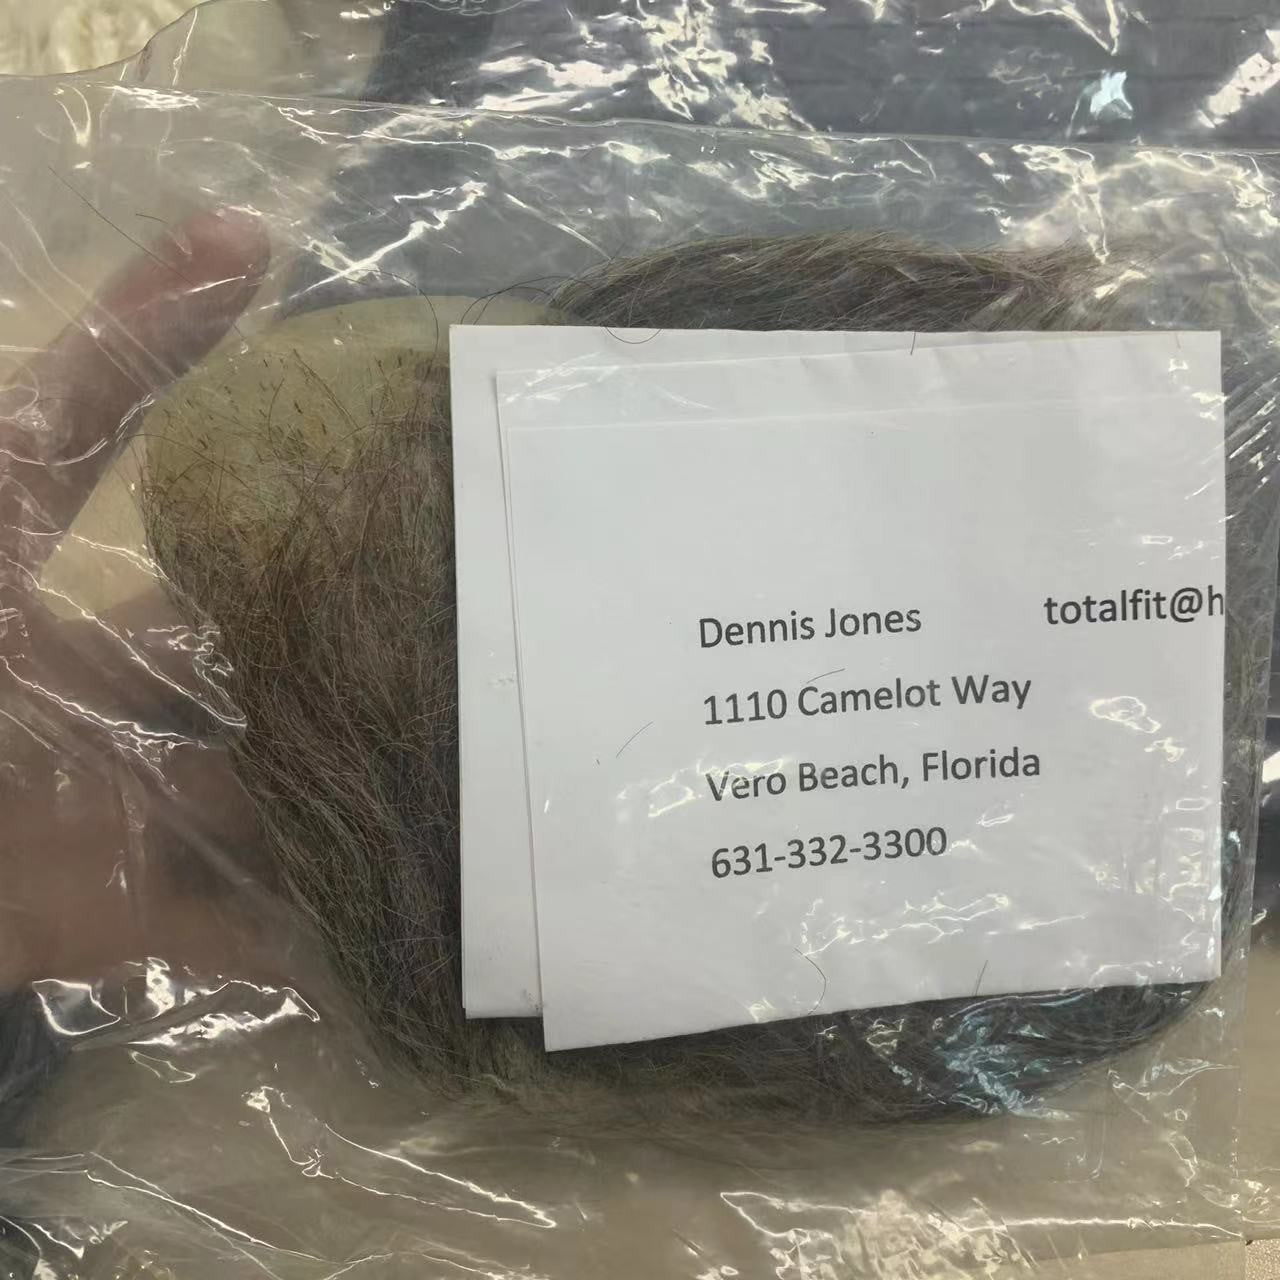 Dennis Jones totalfit@h
1110 Camelot Way
Vero Beach, Florida
631-332-3300